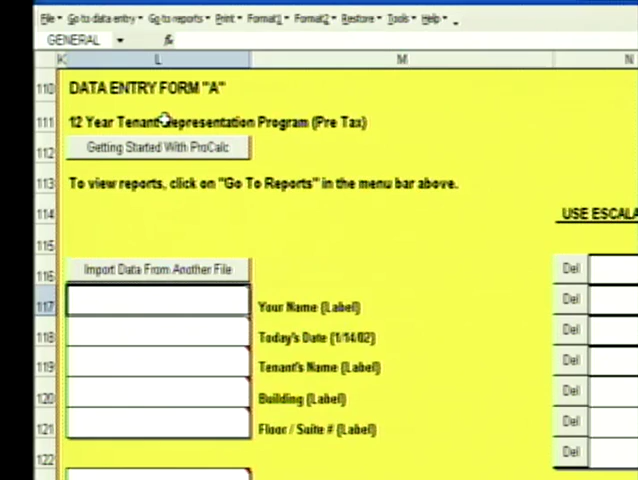 File Go to data entry Go to reports Print Format1 Format2 Restore Tools Help
GENERAL fx
K L M N
110 DATA ENTRY FORM "A"
111 12 Year Tenant Representation Program (Pre Tax)
112 Getting Started With ProCalc
113 To view reports, click on "Go To Reports" in the menu bar above.
114 USE ESCALA
115
116 Import Data From Another File Del
117 Your Name (Label) Del
118 Today's Date (1/14/02) Del
119 Tenant's Name (Label) Del
120 Building (Label) Del
121 Floor / Suite # (Label) Del
122 Del